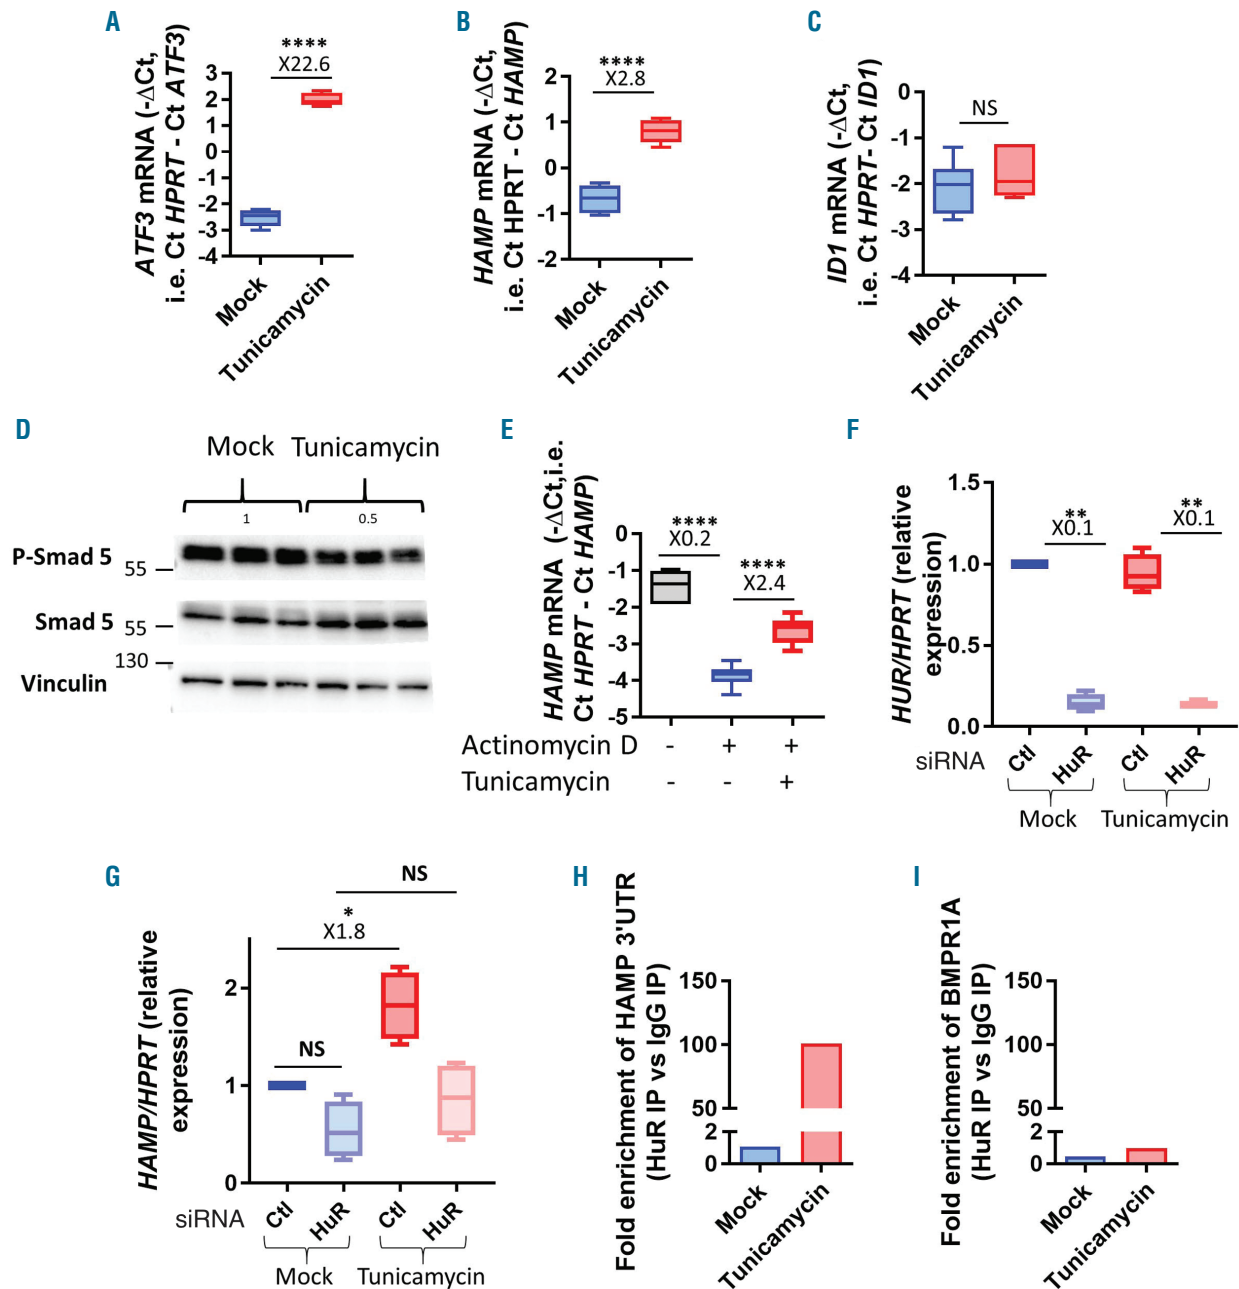 A
ATF3 mRNA (-ΔCt,
i.e. Ct HPRT - Ct ATF3)
****
X22.6
3
2
1
0
-1
-2
-3
-4
Mock
Tunicamycin
B
HAMP mRNA (-ΔCt,
i.e. Ct HPRT - Ct HAMP)
****
X2.8
2
1
0
-1
-2
Mock
Tunicamycin
C
ID1 mRNA (-ΔCt,
i.e. Ct HPRT- Ct ID1)
NS
0
-1
-2
-3
-4
Mock
Tunicamycin
D
Mock Tunicamycin
1 0.5
P-Smad 5 55
Smad 5 55
130
Vinculin
E
HAMP mRNA (-ΔCt,i.e.
Ct HPRT - Ct HAMP)
****
X0.2
****
X2.4
0
-1
-2
-3
-4
-5
Actinomycin D - + +
Tunicamycin - - +
F
HUR/HPRT (relative
expression)
**
X0.1
**
X0.1
1.5
1.0
0.5
0.0
siRNA Ctl HuR Ctl HuR
Mock Tunicamycin
G
HAMP/HPRT (relative
expression)
NS
*
X1.8
NS
2
1
0
siRNA Ctl HuR Ctl HuR
Mock Tunicamycin
H
Fold enrichment of HAMP 3'UTR
(HuR IP vs IgG IP)
150
100
50
2
0
Mock
Tunicamycin
I
Fold enrichment of BMPR1A
(HuR IP vs IgG IP)
150
100
50
2
0
Mock
Tunicamycin